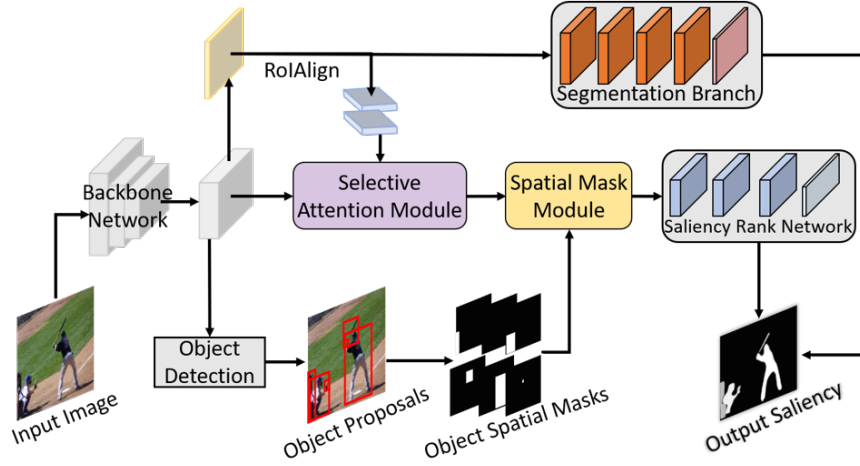 RoIAlign
Segmentation Branch
Backbone
Network
Selective
Attention Module
Spatial Mask
Module
Saliency Rank Network
Object
Detection
Input Image
Object Proposals
Object Spatial Masks
Output Saliency